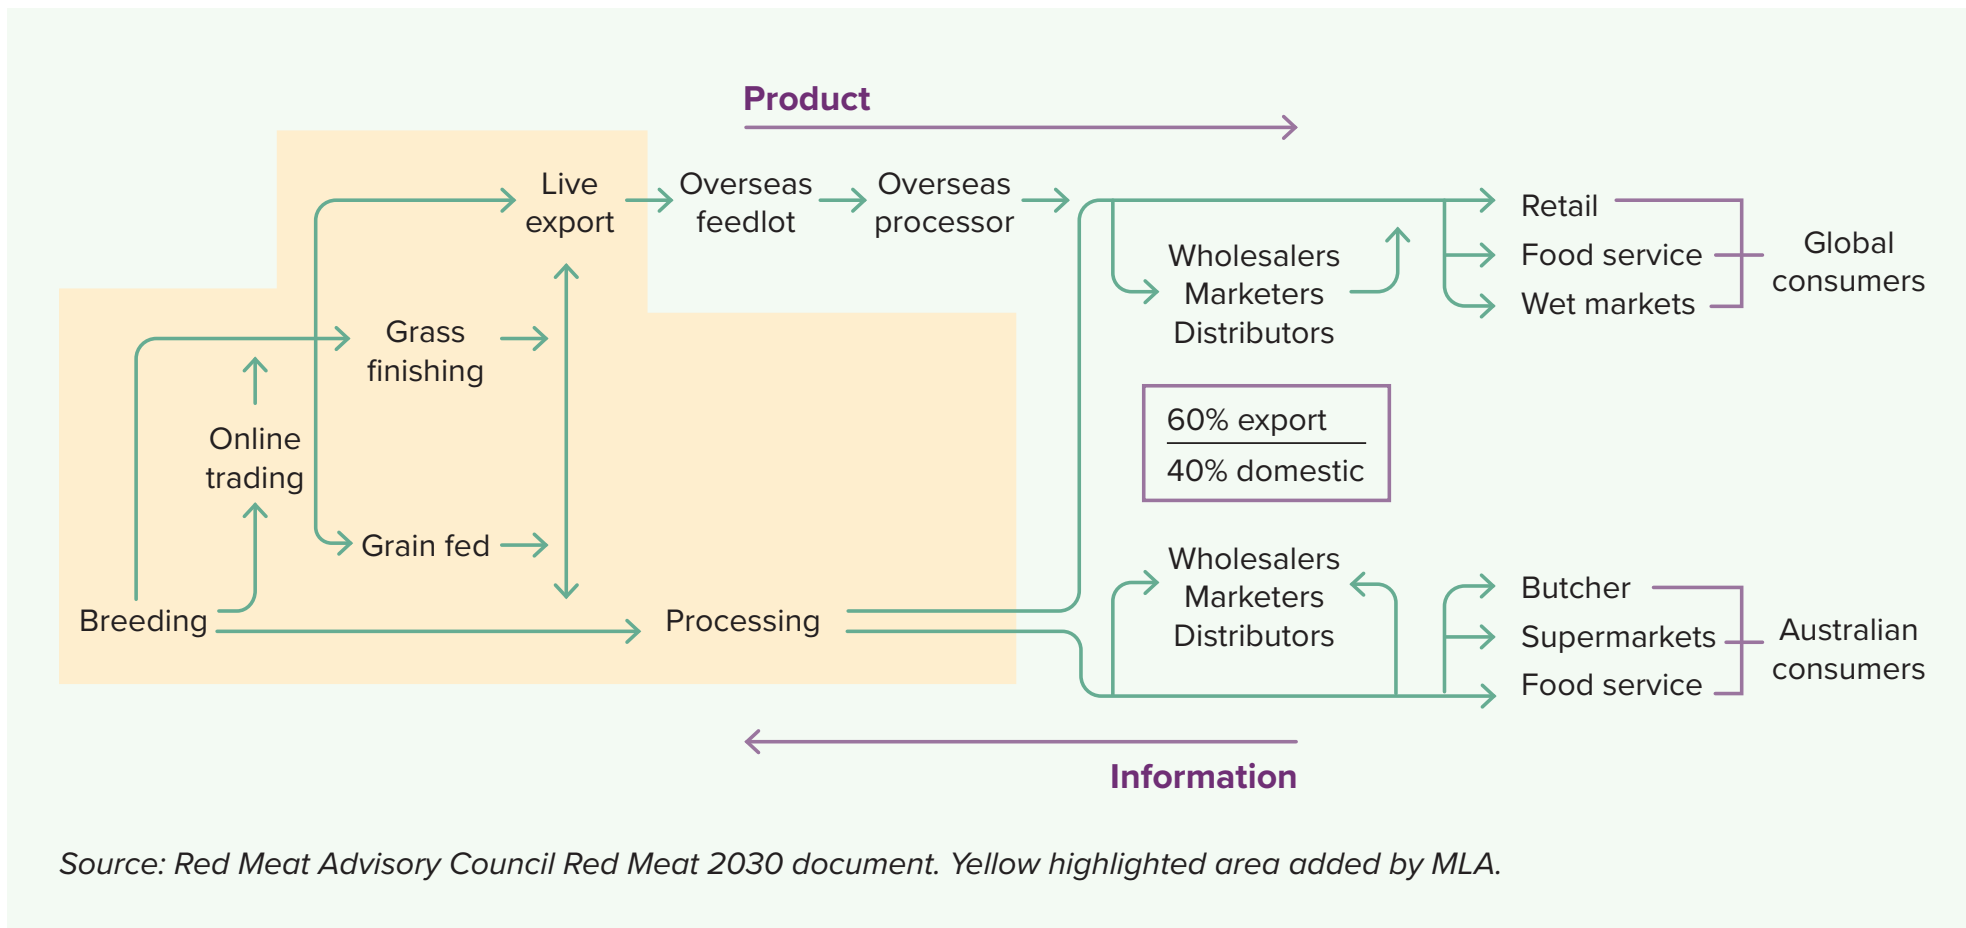 Product
Live
export
Overseas
feedlot
Overseas
processor
Retail
Food service
Wet markets
Global
consumers
Wholesalers
Marketers
Distributors
Grass
finishing
Online
trading
60% export
40% domestic
Grain fed
Breeding
Processing
Wholesalers
Marketers
Distributors
Butcher
Supermarkets
Food service
Australian
consumers
Information
Source: Red Meat Advisory Council Red Meat 2030 document. Yellow highlighted area added by MLA.